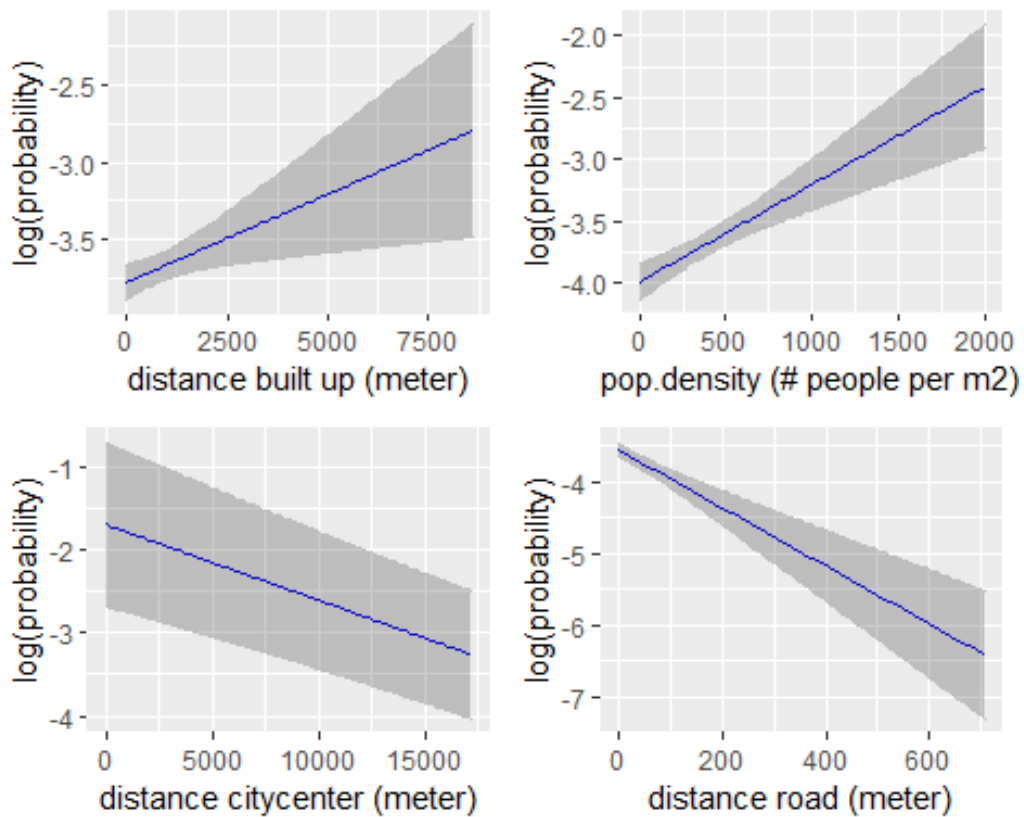 log(probability)
-2.5
-3.0
-3.5
0 2500 5000 7500
distance built up (meter)
log(probability)
-2.0
-2.5
-3.0
-3.5
-4.0
0 500 1000 1500 2000
pop.density (# people per m2)
log(probability)
-1
-2
-3
-4
0 5000 10000 15000
distance citycenter (meter)
log(probability)
-4
-5
-6
-7
0 200 400 600
distance road (meter)